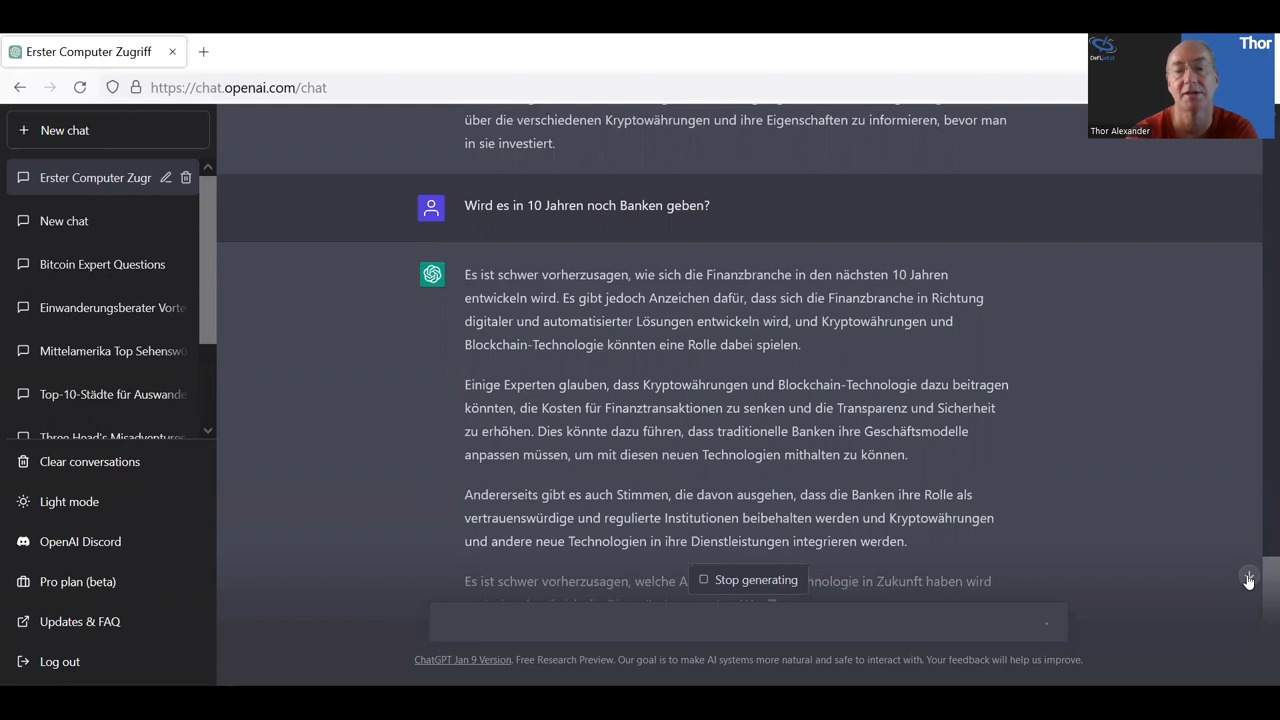 Erster Computer Zugriff
https://chat.openai.com/chat
Thor
DeFi
Thor Alexander
New chat
Erster Computer Zugr
New chat
Bitcoin Expert Questions
Einwanderungsberater Vorte
Mittelamerika Top Sehensw
Top-10-Städte für Auswande
Three Head's Misadventures
Clear conversations
Light mode
OpenAI Discord
Pro plan (beta)
Updates & FAQ
Log out
über die verschiedenen Kryptowährungen und ihre Eigenschaften zu informieren, bevor man
in sie investiert.
Wird es in 10 Jahren noch Banken geben?
Es ist schwer vorherzusagen, wie sich die Finanzbranche in den nächsten 10 Jahren
entwickeln wird. Es gibt jedoch Anzeichen dafür, dass sich die Finanzbranche in Richtung
digitaler und automatisierter Lösungen entwickeln wird, und Kryptowährungen und
Blockchain-Technologie könnten eine Rolle dabei spielen.
Einige Experten glauben, dass Kryptowährungen und Blockchain-Technologie dazu beitragen
könnten, die Kosten für Finanztransaktionen zu senken und die Transparenz und Sicherheit
zu erhöhen. Dies könnte dazu führen, dass traditionelle Banken ihre Geschäftsmodelle
anpassen müssen, um mit diesen neuen Technologien mithalten zu können.
Andererseits gibt es auch Stimmen, die davon ausgehen, dass die Banken ihre Rolle als
vertrauenswürdige und regulierte Institutionen beibehalten werden und Kryptowährungen
und andere neue Technologien in ihre Dienstleistungen integrieren werden.
Es ist schwer vorherzusagen, welche A
nologie in Zukunft haben wird
Stop generating
ChatGPT Jan 9 Version. Free Research Preview. Our goal is to make AI systems more natural and safe to interact with. Your feedback will help us improve.